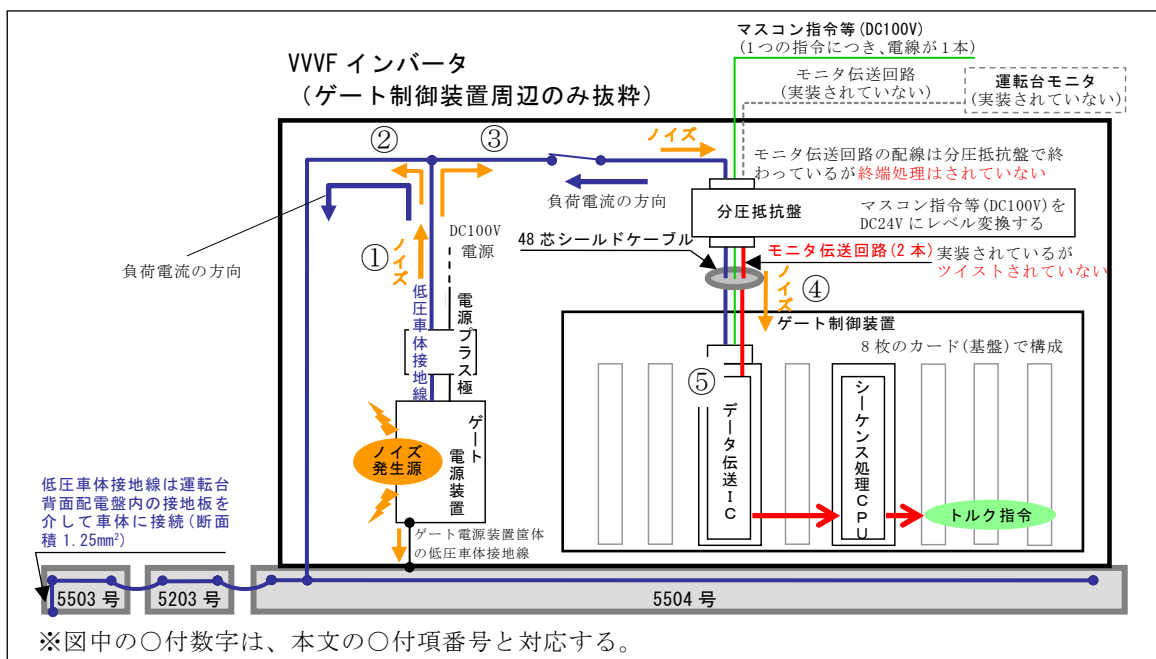 マスコン指令等(DC100V)
(1つの指令につき、電線が1本)
VVVF インバータ
(ゲート制御装置周辺のみ抜粋)
モニタ伝送回路
(実装されていない)
運転台モニタ
(実装されていない)
②
③
ノイズ
モニタ伝送回路の配線は分圧抵抗盤で終
わっているが終端処理はされていない
負荷電流の方向
分圧抵抗盤
マスコン指令等(DC100V)を
DC24Vにレベル変換する
負荷電流の方向
①
ノイズ
DC100V
電源
48芯シールドケーブル
モニタ伝送回路(2本)
実装されているが
ツイストされていない
ノイズ
④
低圧車体接地線
電源プラス極
ゲート制御装置
8枚のカード(基盤)で構成
⑤
データ伝送IC
シーケンス処理CPU
トルク指令
ゲート
電源装置
ノイズ
発生源
低圧車体接地線は運転台
背面配電盤内の接地板を
介して車体に接続(断面
積1.25mm²)
ゲート電源装置筐体
の低圧車体接地線
5503 号
5203 号
5504 号
※図中の〇付数字は、本文の〇付項番号と対応する。